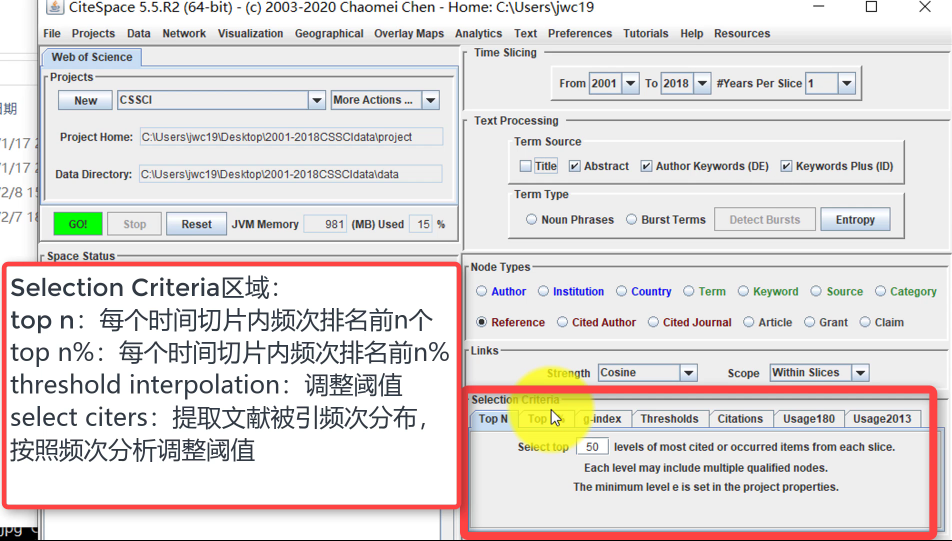 CiteSpace 5.5.R2 (64-bit) - (c) 2003-2020 Chaomei Chen - Home: C:\Users\jwc19
File Projects Data Network Visualization Geographical Overlay Maps Analytics Text Preferences Tutorials Help Resources
Web of Science
Projects
New CSSCI More Actions ...
Project Home: C:\Users\jwc19\Desktop\2001-2018CSSCIdata\project
Data Directory: C:\Users\jwc19\Desktop\2001-2018CSSCIdata\data
GO! Stop Reset JVM Memory 981 (MB) Used 15 %
Space Status
Time Slicing
From 2001 To 2018 #Years Per Slice 1
Text Processing
Term Source
Title Abstract Author Keywords (DE) Keywords Plus (ID)
Term Type
Noun Phrases Burst Terms Detect Bursts Entropy
Node Types
Author Institution Country Term Keyword Source Category
Reference Cited Author Cited Journal Article Grant Claim
Links
Strength Cosine Scope Within Slices
Selection Criteria
Top N g-index Thresholds Citations Usage180 Usage2013
Select top 50 levels of most cited or occurred items from each slice.
Each level may include multiple qualified nodes.
The minimum level e is set in the project properties.
Selection Criteria区域：
top n：每个时间切片内频次排名前n个
top n%：每个时间切片内频次排名前n%
threshold interpolation：调整阈值
select citers：提取文献被引频次分布，
按照频次分析调整阈值